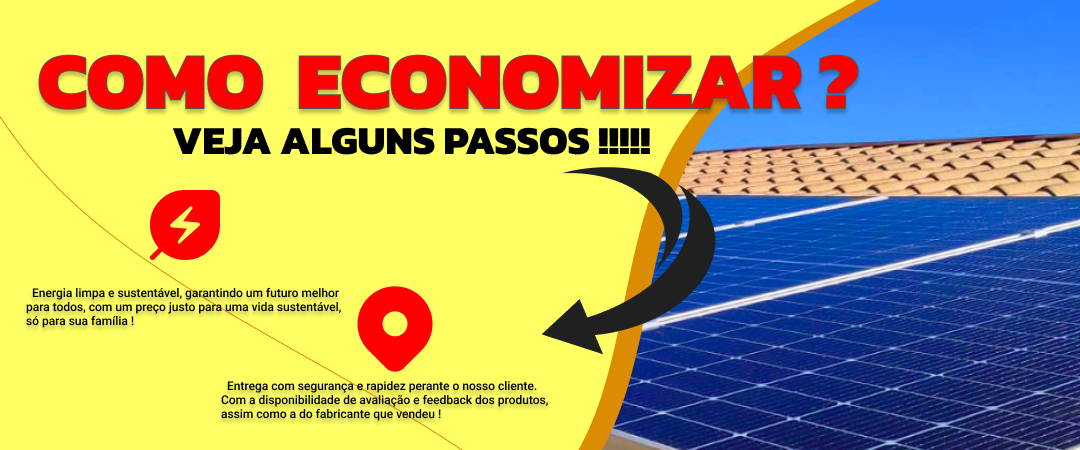 COMO ECONOMIZAR ?
VEJA ALGUNS PASSOS !!!!!
Energia limpa e sustentável, garantindo um futuro melhor
para todos, com um preço justo para uma vida sustentável,
só para sua família !
Entrega com segurança e rapidez perante o nosso cliente.
Com a disponibilidade de avaliação e feedback dos produtos,
assim como a do fabricante que vendeu !